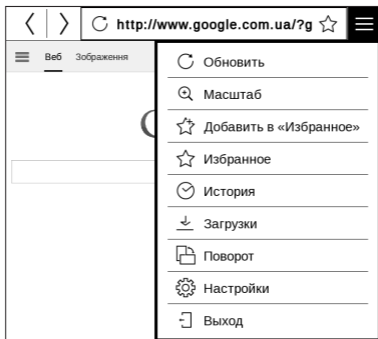 http://www.google.com.ua/?g
Веб Зображення
Обновить
Масштаб
Добавить в «Избранное»
Избранное
История
Загрузки
Поворот
Настройки
Выход